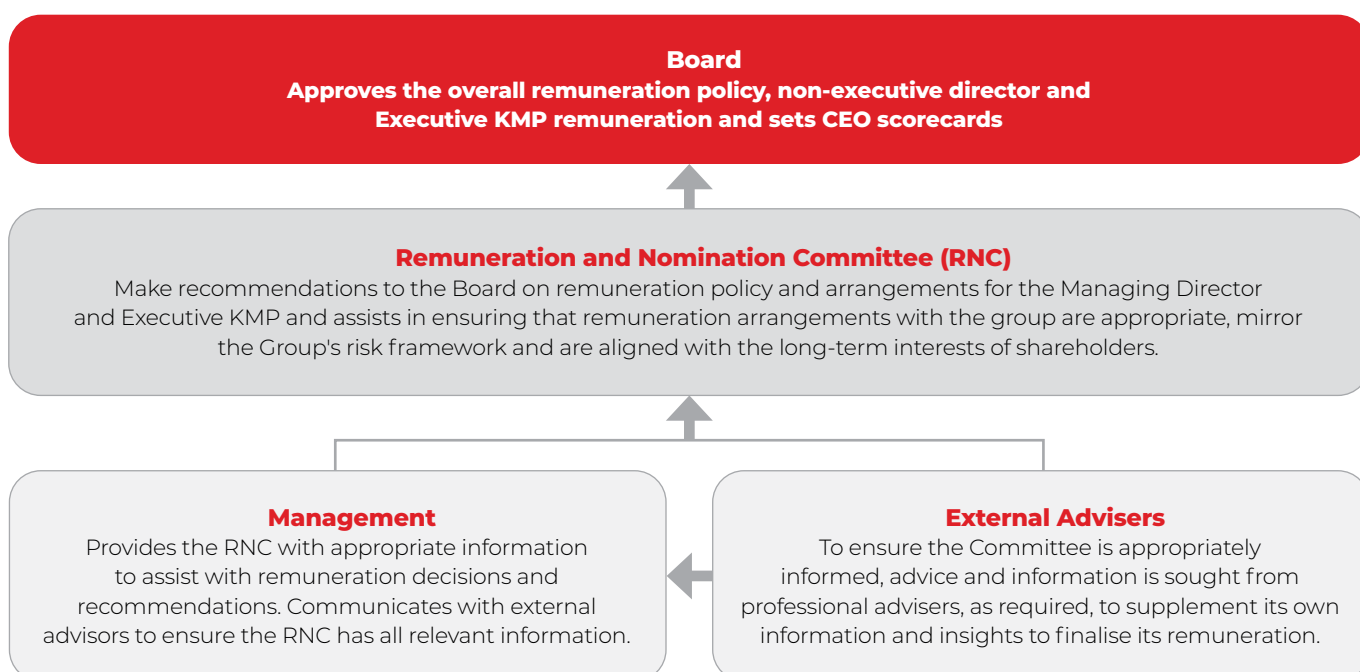 Board
Approves the overall remuneration policy, non-executive director and
Executive KMP remuneration and sets CEO scorecards
Remuneration and Nomination Committee (RNC)
Make recommendations to the Board on remuneration policy and arrangements for the Managing Director
and Executive KMP and assists in ensuring that remuneration arrangements with the group are appropriate, mirror
the Group's risk framework and are aligned with the long-term interests of shareholders.
Management
Provides the RNC with appropriate information
to assist with remuneration decisions and
recommendations. Communicates with external
advisors to ensure the RNC has all relevant information.
External Advisers
To ensure the Committee is appropriately
informed, advice and information is sought from
professional advisers, as required, to supplement its own
information and insights to finalise its remuneration.